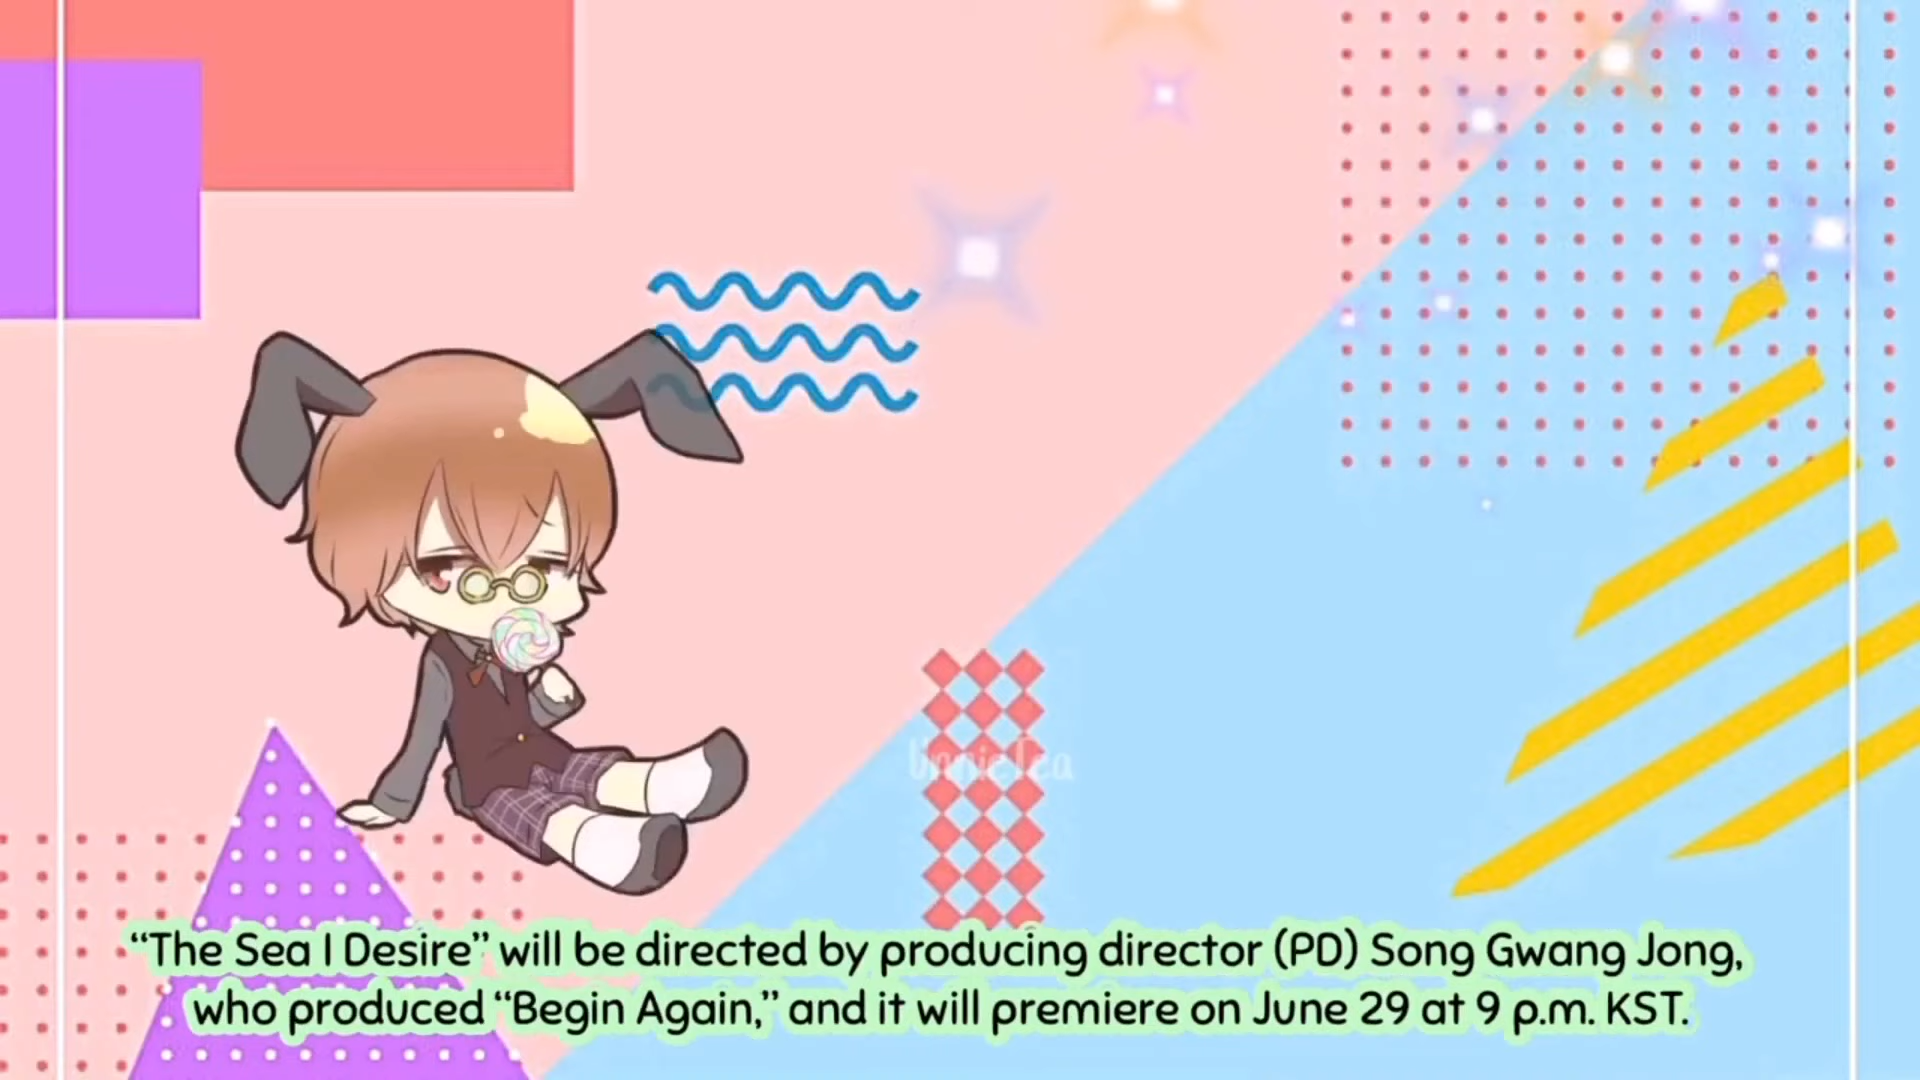 UnnieTea
“The Sea I Desire” will be directed by producing director (PD) Song Gwang Jong,
who produced “Begin Again,” and it will premiere on June 29 at 9 p.m. KST.